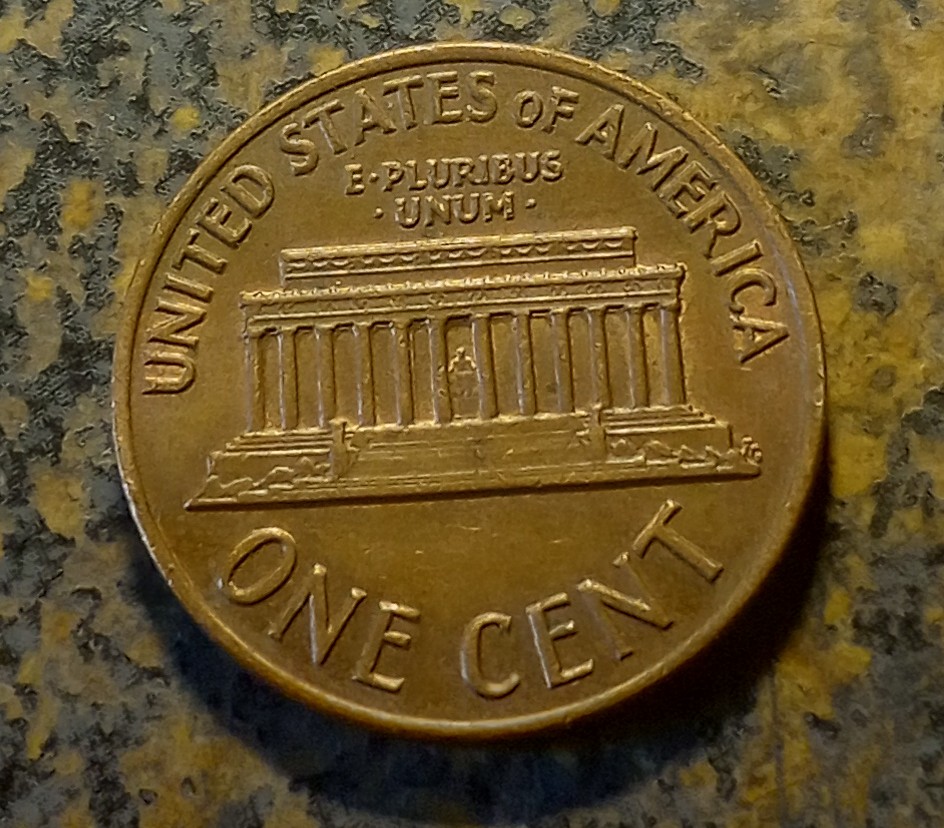 UNITED STATES OF AMERICA
E·PLURIBUS
·UNUM·
ONE CENT